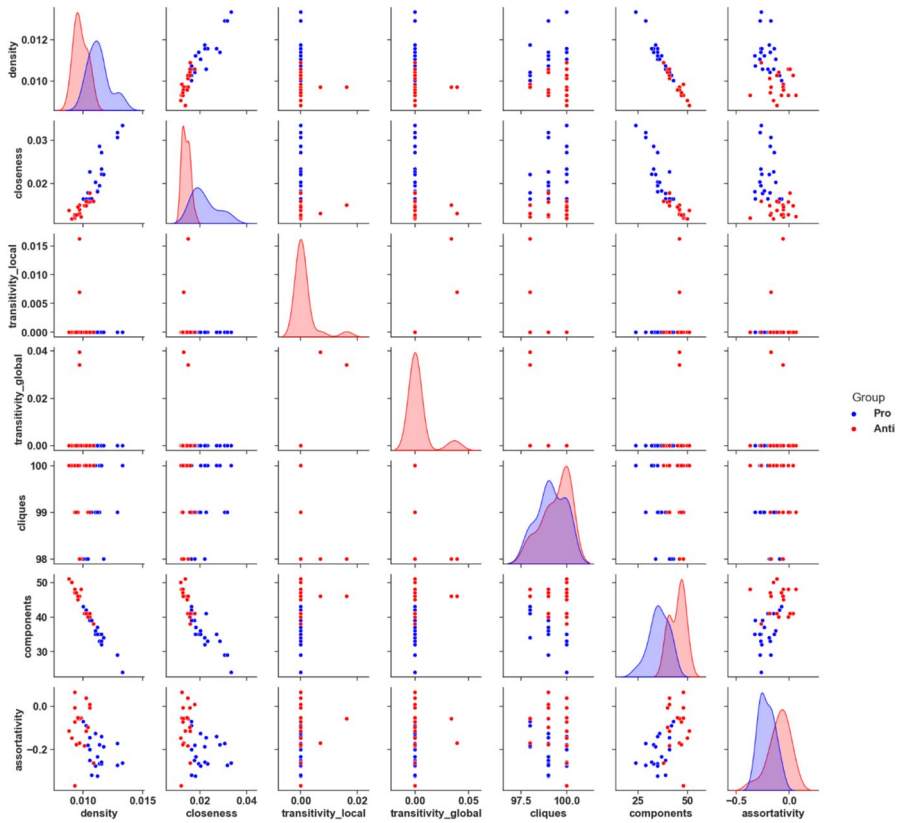 density
0.012
0.010
closeness
0.03
0.02
transitivity_local
0.015
0.010
0.005
0.000
transitivity_global
0.04
0.02
0.00
Group
Pro
Anti
cliques
100
99
98
components
50
40
30
assortativity
0.0
−0.2
0.010 0.015 0.02 0.04 0.00 0.02 0.00 0.05 97.5 100.0 25 50 −0.5 0.0
density closeness transitivity_local transitivity_global cliques components assortativity